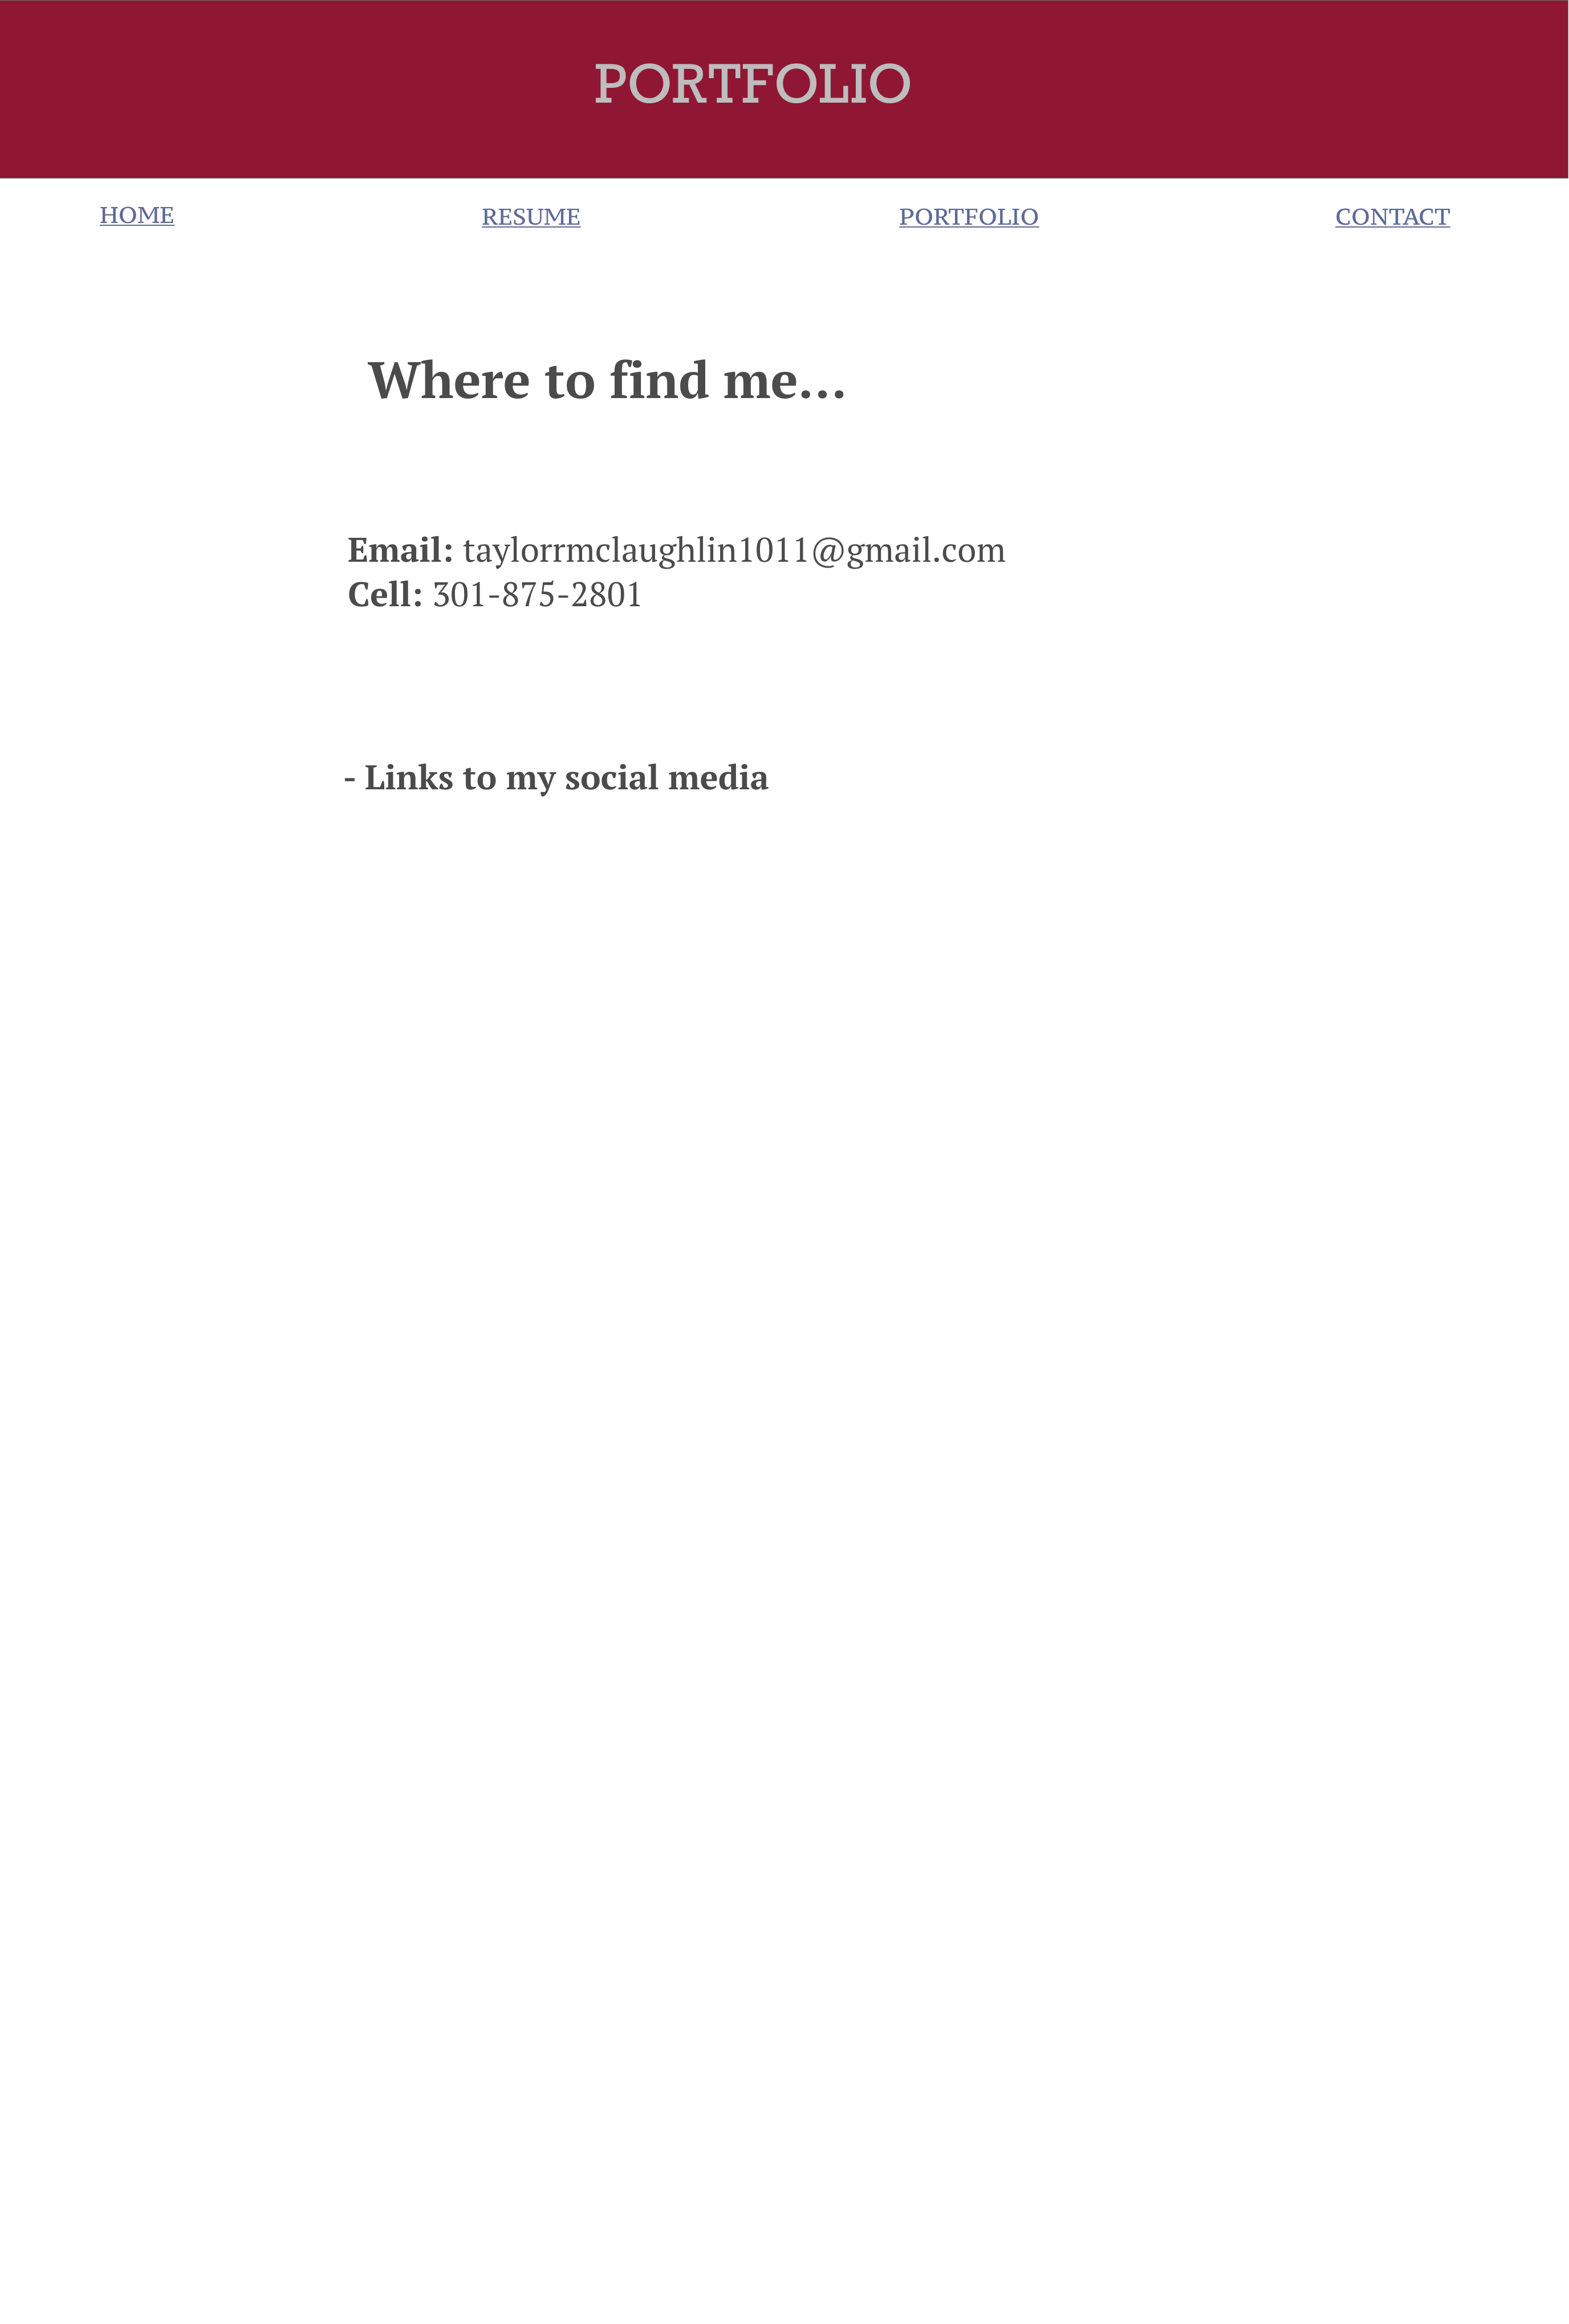 PORTFOLIO
HOME RESUME PORTFOLIO CONTACT
Where to find me...
Email: taylorrmclaughlin1011@gmail.com
Cell: 301-875-2801
- Links to my social media